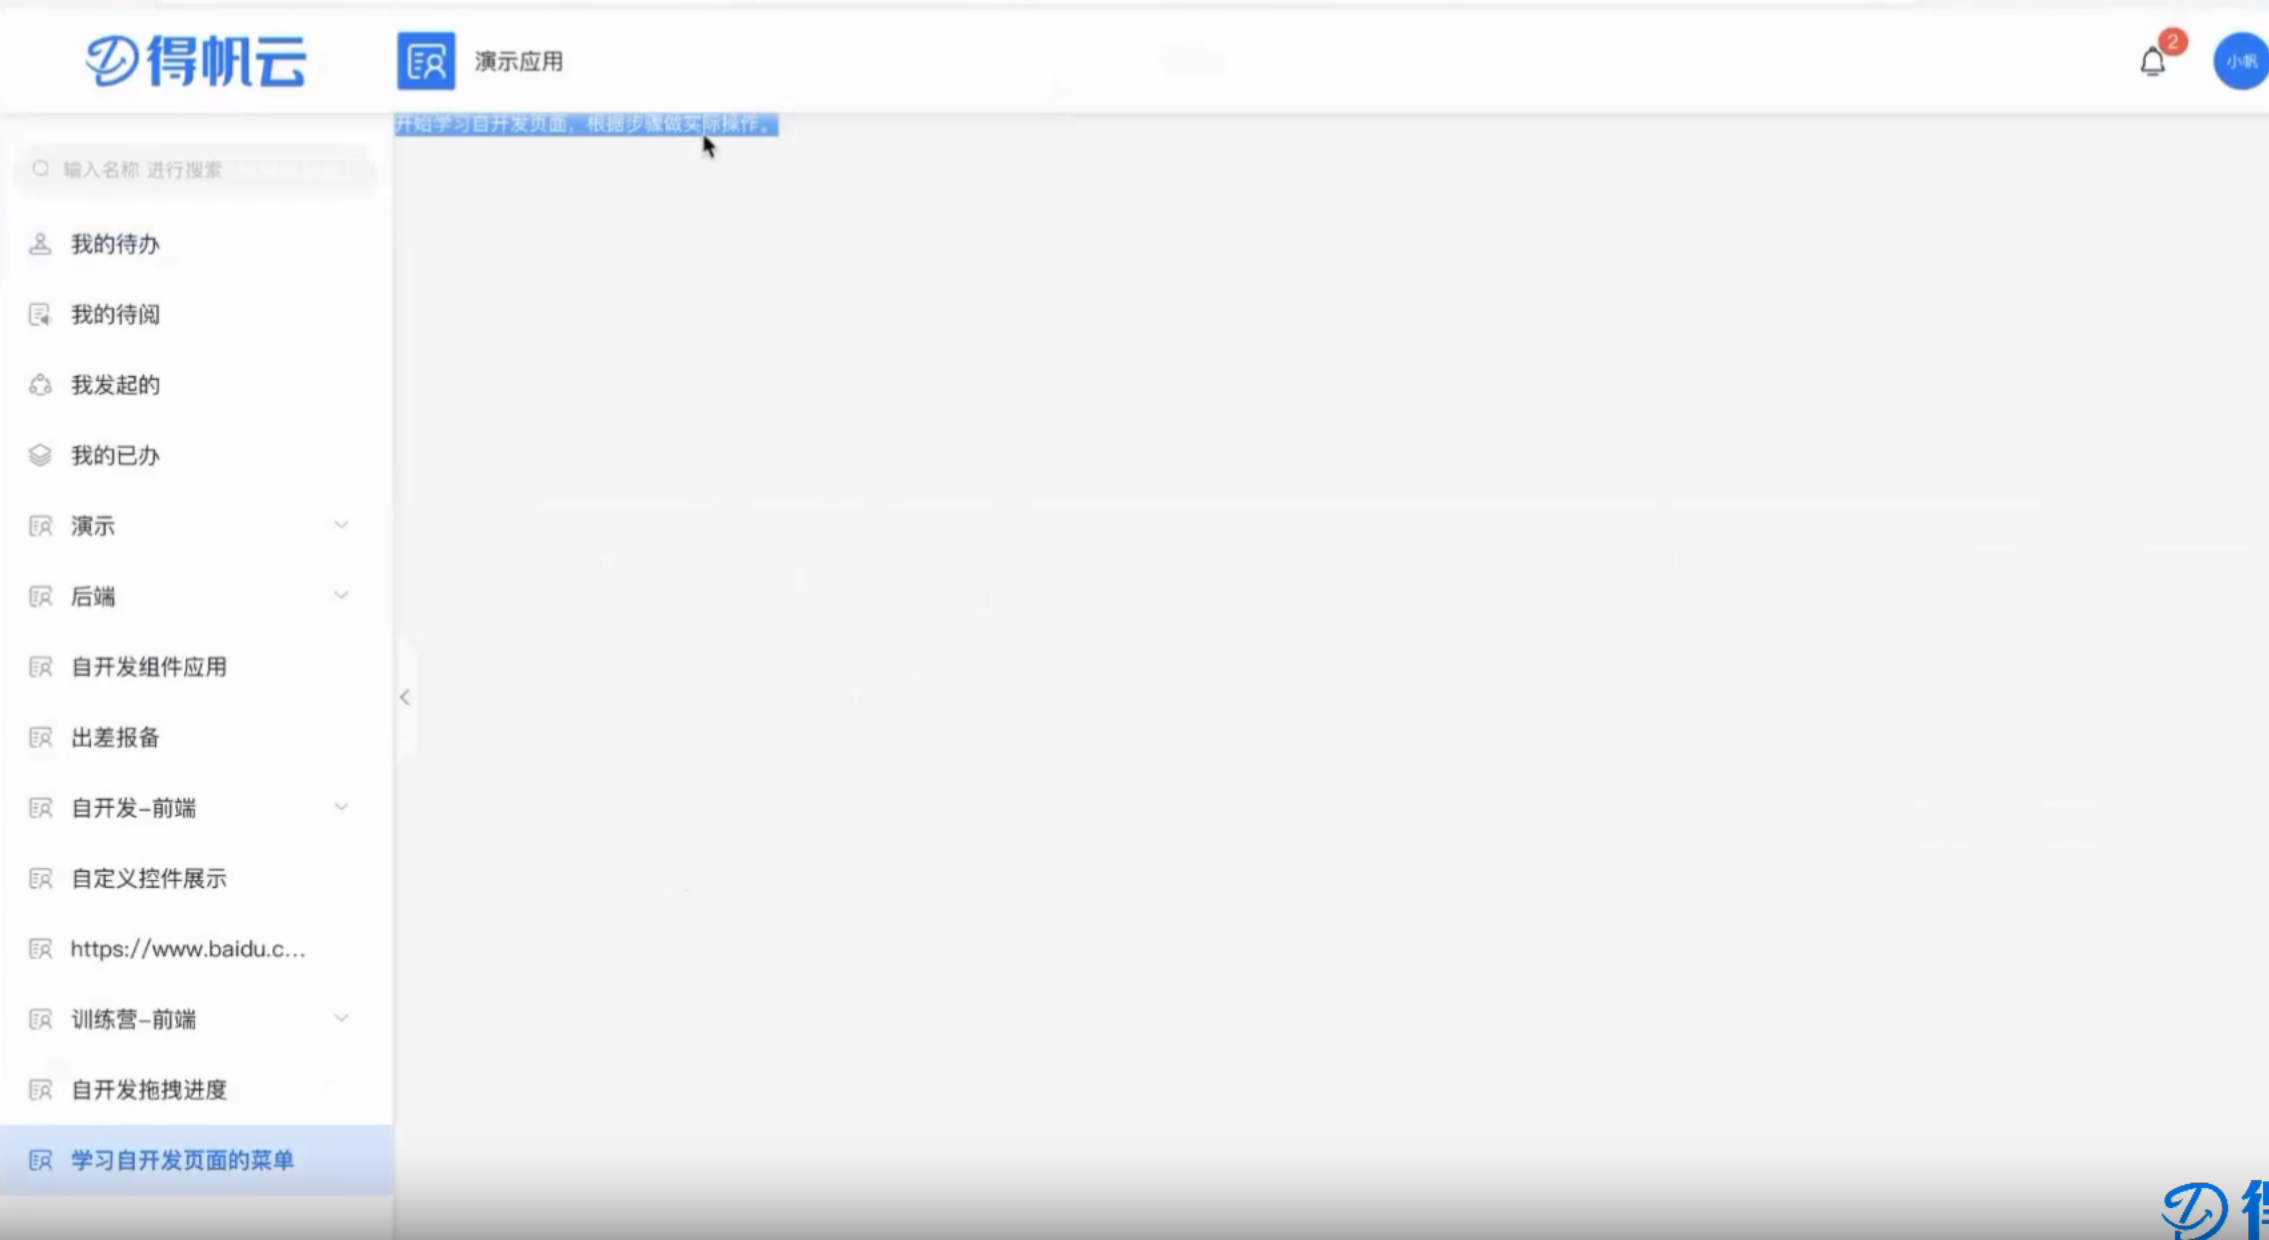 得帆云
演示应用
2
小帆
开始学习自开发页面，根据步骤做实际操作。
输入名称 进行搜索
我的待办
我的待阅
我发起的
我的已办
演示
后端
自开发组件应用
出差报备
自开发-前端
自定义控件展示
https://www.baidu.c...
训练营-前端
自开发拖拽进度
学习自开发页面的菜单
得